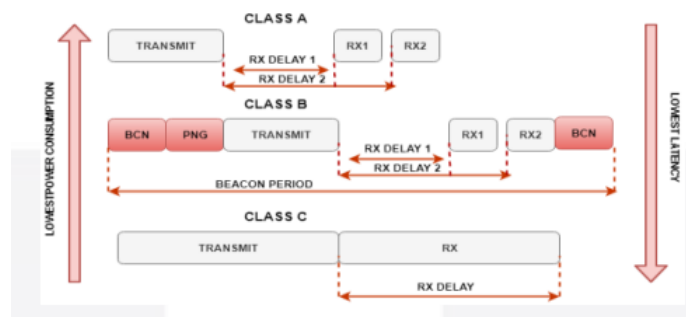 CLASS A
TRANSMIT
RX1
RX2
RX DELAY 1
RX DELAY 2
CLASS B
BCN
PNG
TRANSMIT
RX1
RX2
BCN
RX DELAY 1
RX DELAY 2
BEACON PERIOD
CLASS C
TRANSMIT
RX
RX DELAY
LOWESTPOWER CONSUMPTION
LOWEST LATENCY